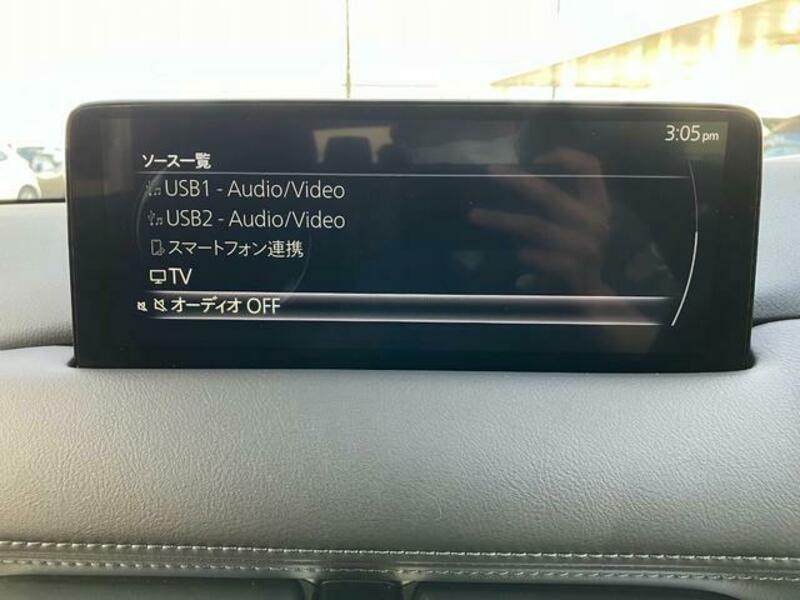 3:05pm
ソース一覧
USB1 - Audio/Video
USB2 - Audio/Video
スマートフォン連携
TV
オーディオ OFF